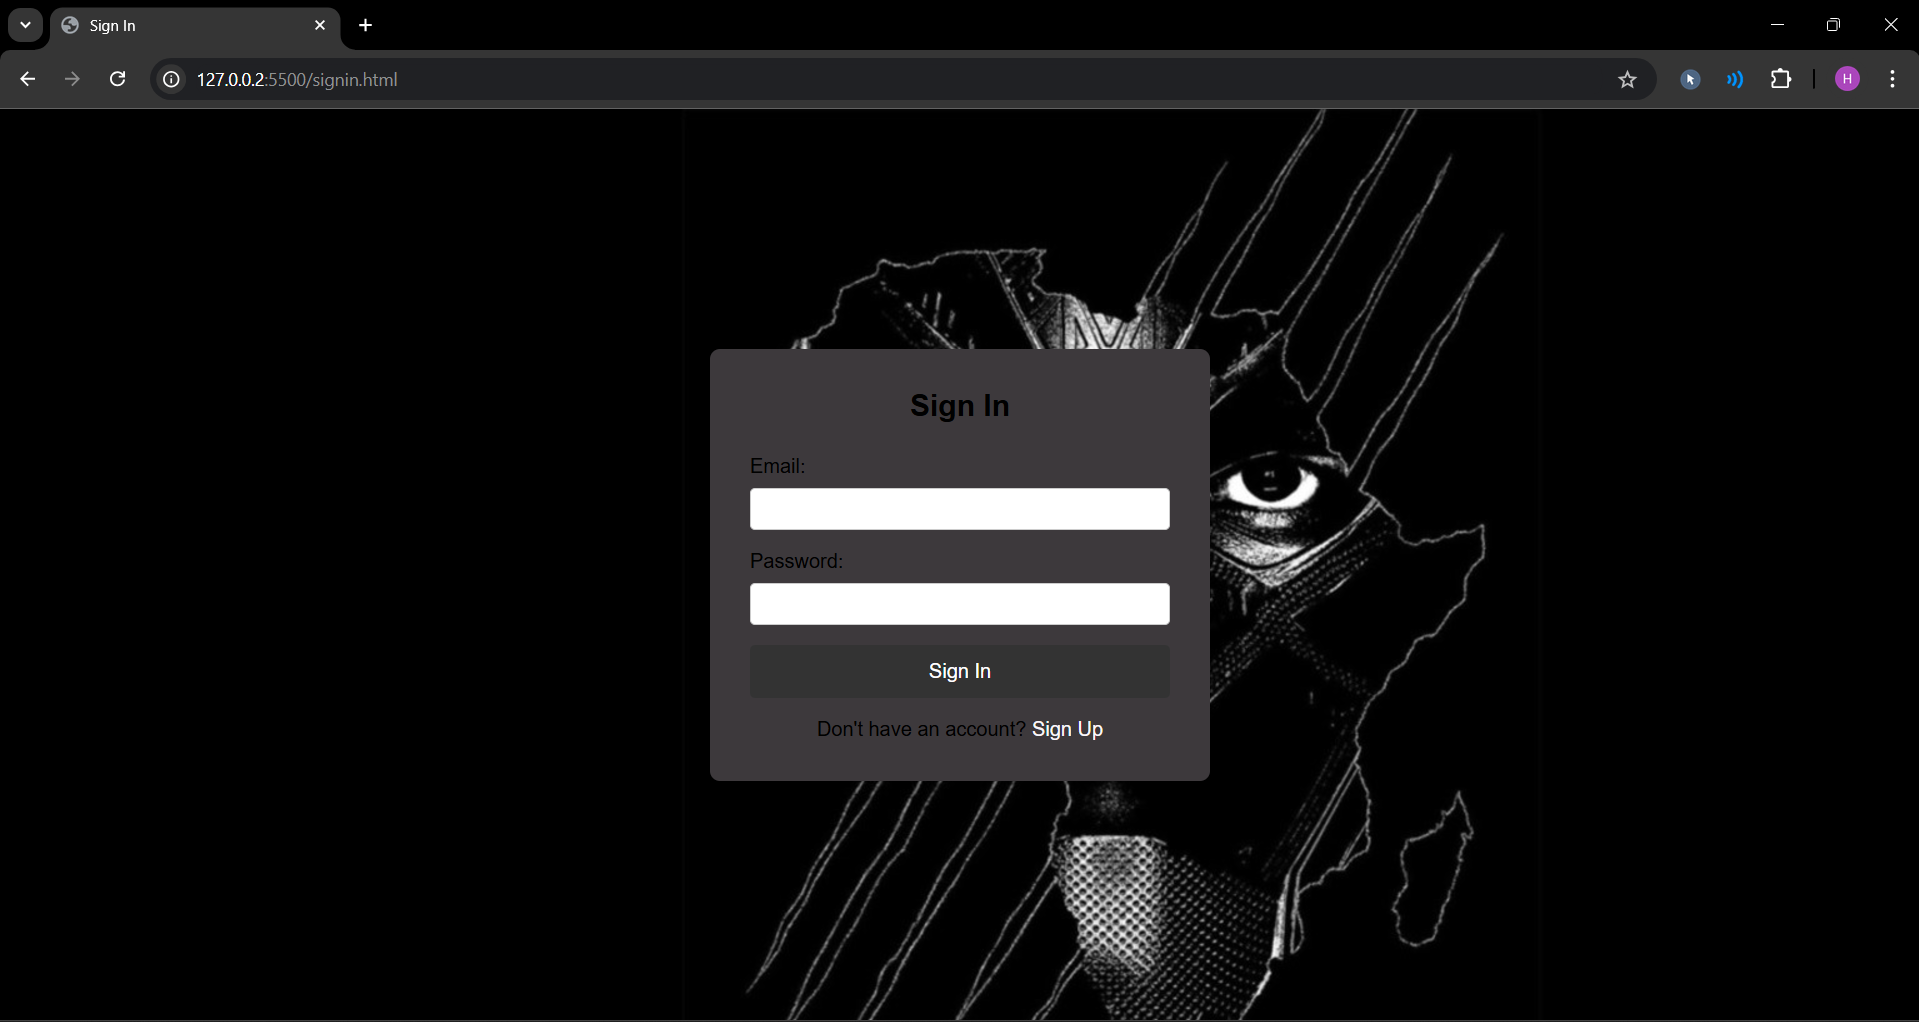 Sign In
127.0.0.2:5500/signin.html
H
Sign In
Email:
Password:
Sign In
Don't have an account? Sign Up